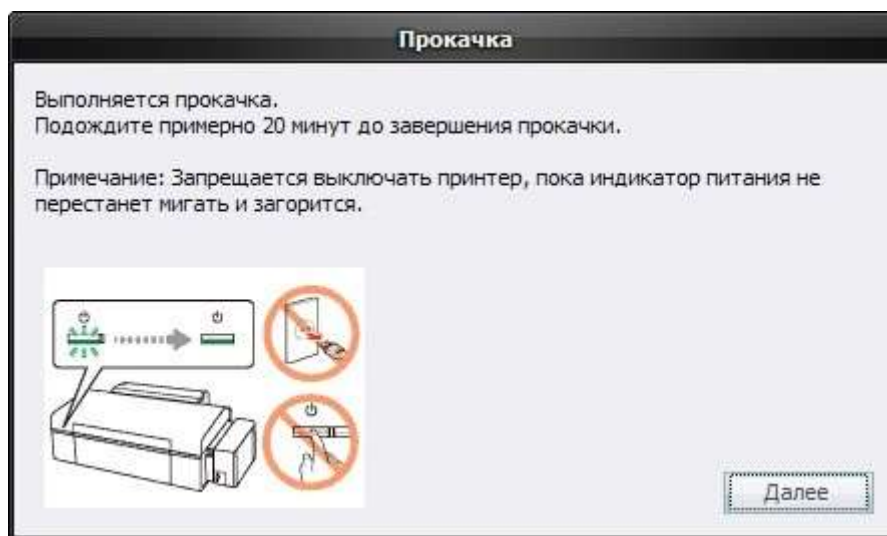 Прокачка
Выполняется прокачка.
Подождите примерно 20 минут до завершения прокачки.
Примечание: Запрещается выключать принтер, пока индикатор питания не
перестанет мигать и загорится.
Далее